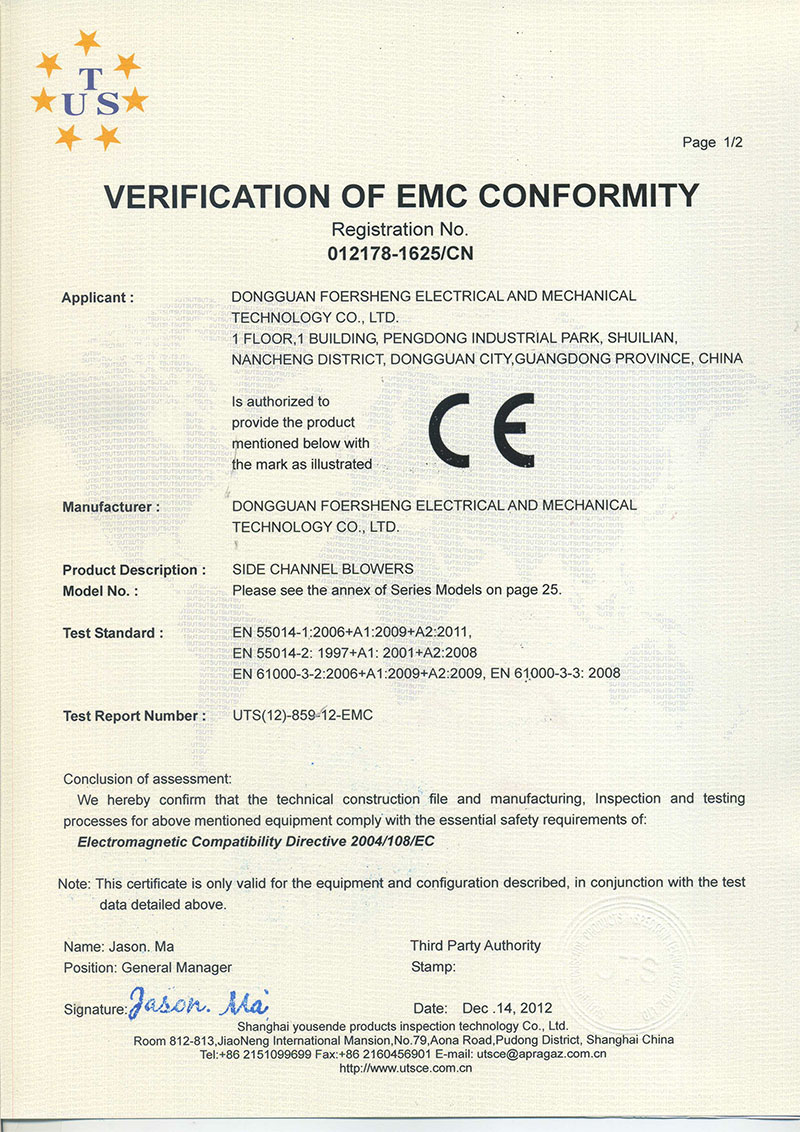 T
UTS
Page 1/2
VERIFICATION OF EMC CONFORMITY
Registration No.
012178-1625/CN
Applicant : DONGGUAN FOERSHENG ELECTRICAL AND MECHANICAL
TECHNOLOGY CO., LTD.
1 FLOOR,1 BUILDING, PENGDONG INDUSTRIAL PARK, SHUILIAN,
NANCHENG DISTRICT, DONGGUAN CITY,GUANGDONG PROVINCE, CHINA
Is authorized to
provide the product
mentioned below with
the mark as illustrated
CE
Manufacturer : DONGGUAN FOERSHENG ELECTRICAL AND MECHANICAL
TECHNOLOGY CO., LTD.
Product Description : SIDE CHANNEL BLOWERS
Model No. : Please see the annex of Series Models on page 25.
Test Standard : EN 55014-1:2006+A1:2009+A2:2011,
EN 55014-2: 1997+A1: 2001+A2:2008
EN 61000-3-2:2006+A1:2009+A2:2009, EN 61000-3-3: 2008
Test Report Number : UTS(12)-859-12-EMC
Conclusion of assessment:
We hereby confirm that the technical construction file and manufacturing, Inspection and testing
processes for above mentioned equipment comply with the essential safety requirements of:
Electromagnetic Compatibility Directive 2004/108/EC
Note: This certificate is only valid for the equipment and configuration described, in conjunction with the test
data detailed above.
Name: Jason. Ma Third Party Authority
Position: General Manager Stamp:
UTS
Signature: Jason. Ma Date: Dec .14, 2012
Shanghai yousende products inspection technology Co., Ltd.
Room 812-813,JiaoNeng International Mansion,No.79,Aona Road,Pudong District, Shanghai China
Tel:+86 2151099699 Fax:+86 2160456901 E-mail: utsce@apragaz.com.cn
http://www.utsce.com.cn